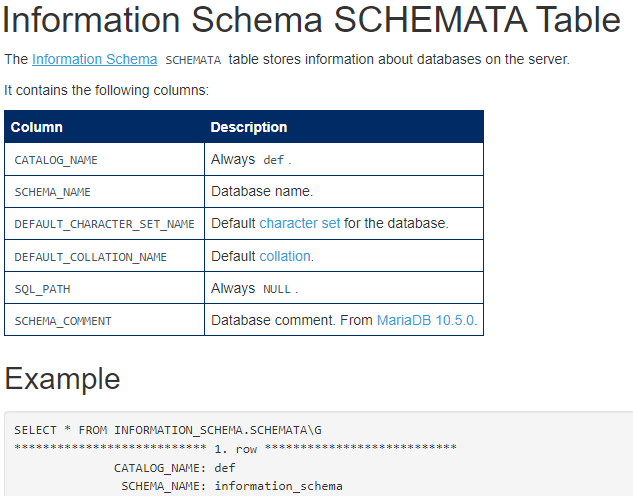 Information Schema SCHEMATA Table
The Information Schema SCHEMATA table stores information about databases on the server.
It contains the following columns:
Column Description
CATALOG_NAME Always def .
SCHEMA_NAME Database name.
DEFAULT_CHARACTER_SET_NAME Default character set for the database.
DEFAULT_COLLATION_NAME Default collation.
SQL_PATH Always NULL .
SCHEMA_COMMENT Database comment. From MariaDB 10.5.0.
Example
SELECT * FROM INFORMATION_SCHEMA.SCHEMATA\G
*************************** 1. row ***************************
CATALOG_NAME: def
SCHEMA_NAME: information_schema